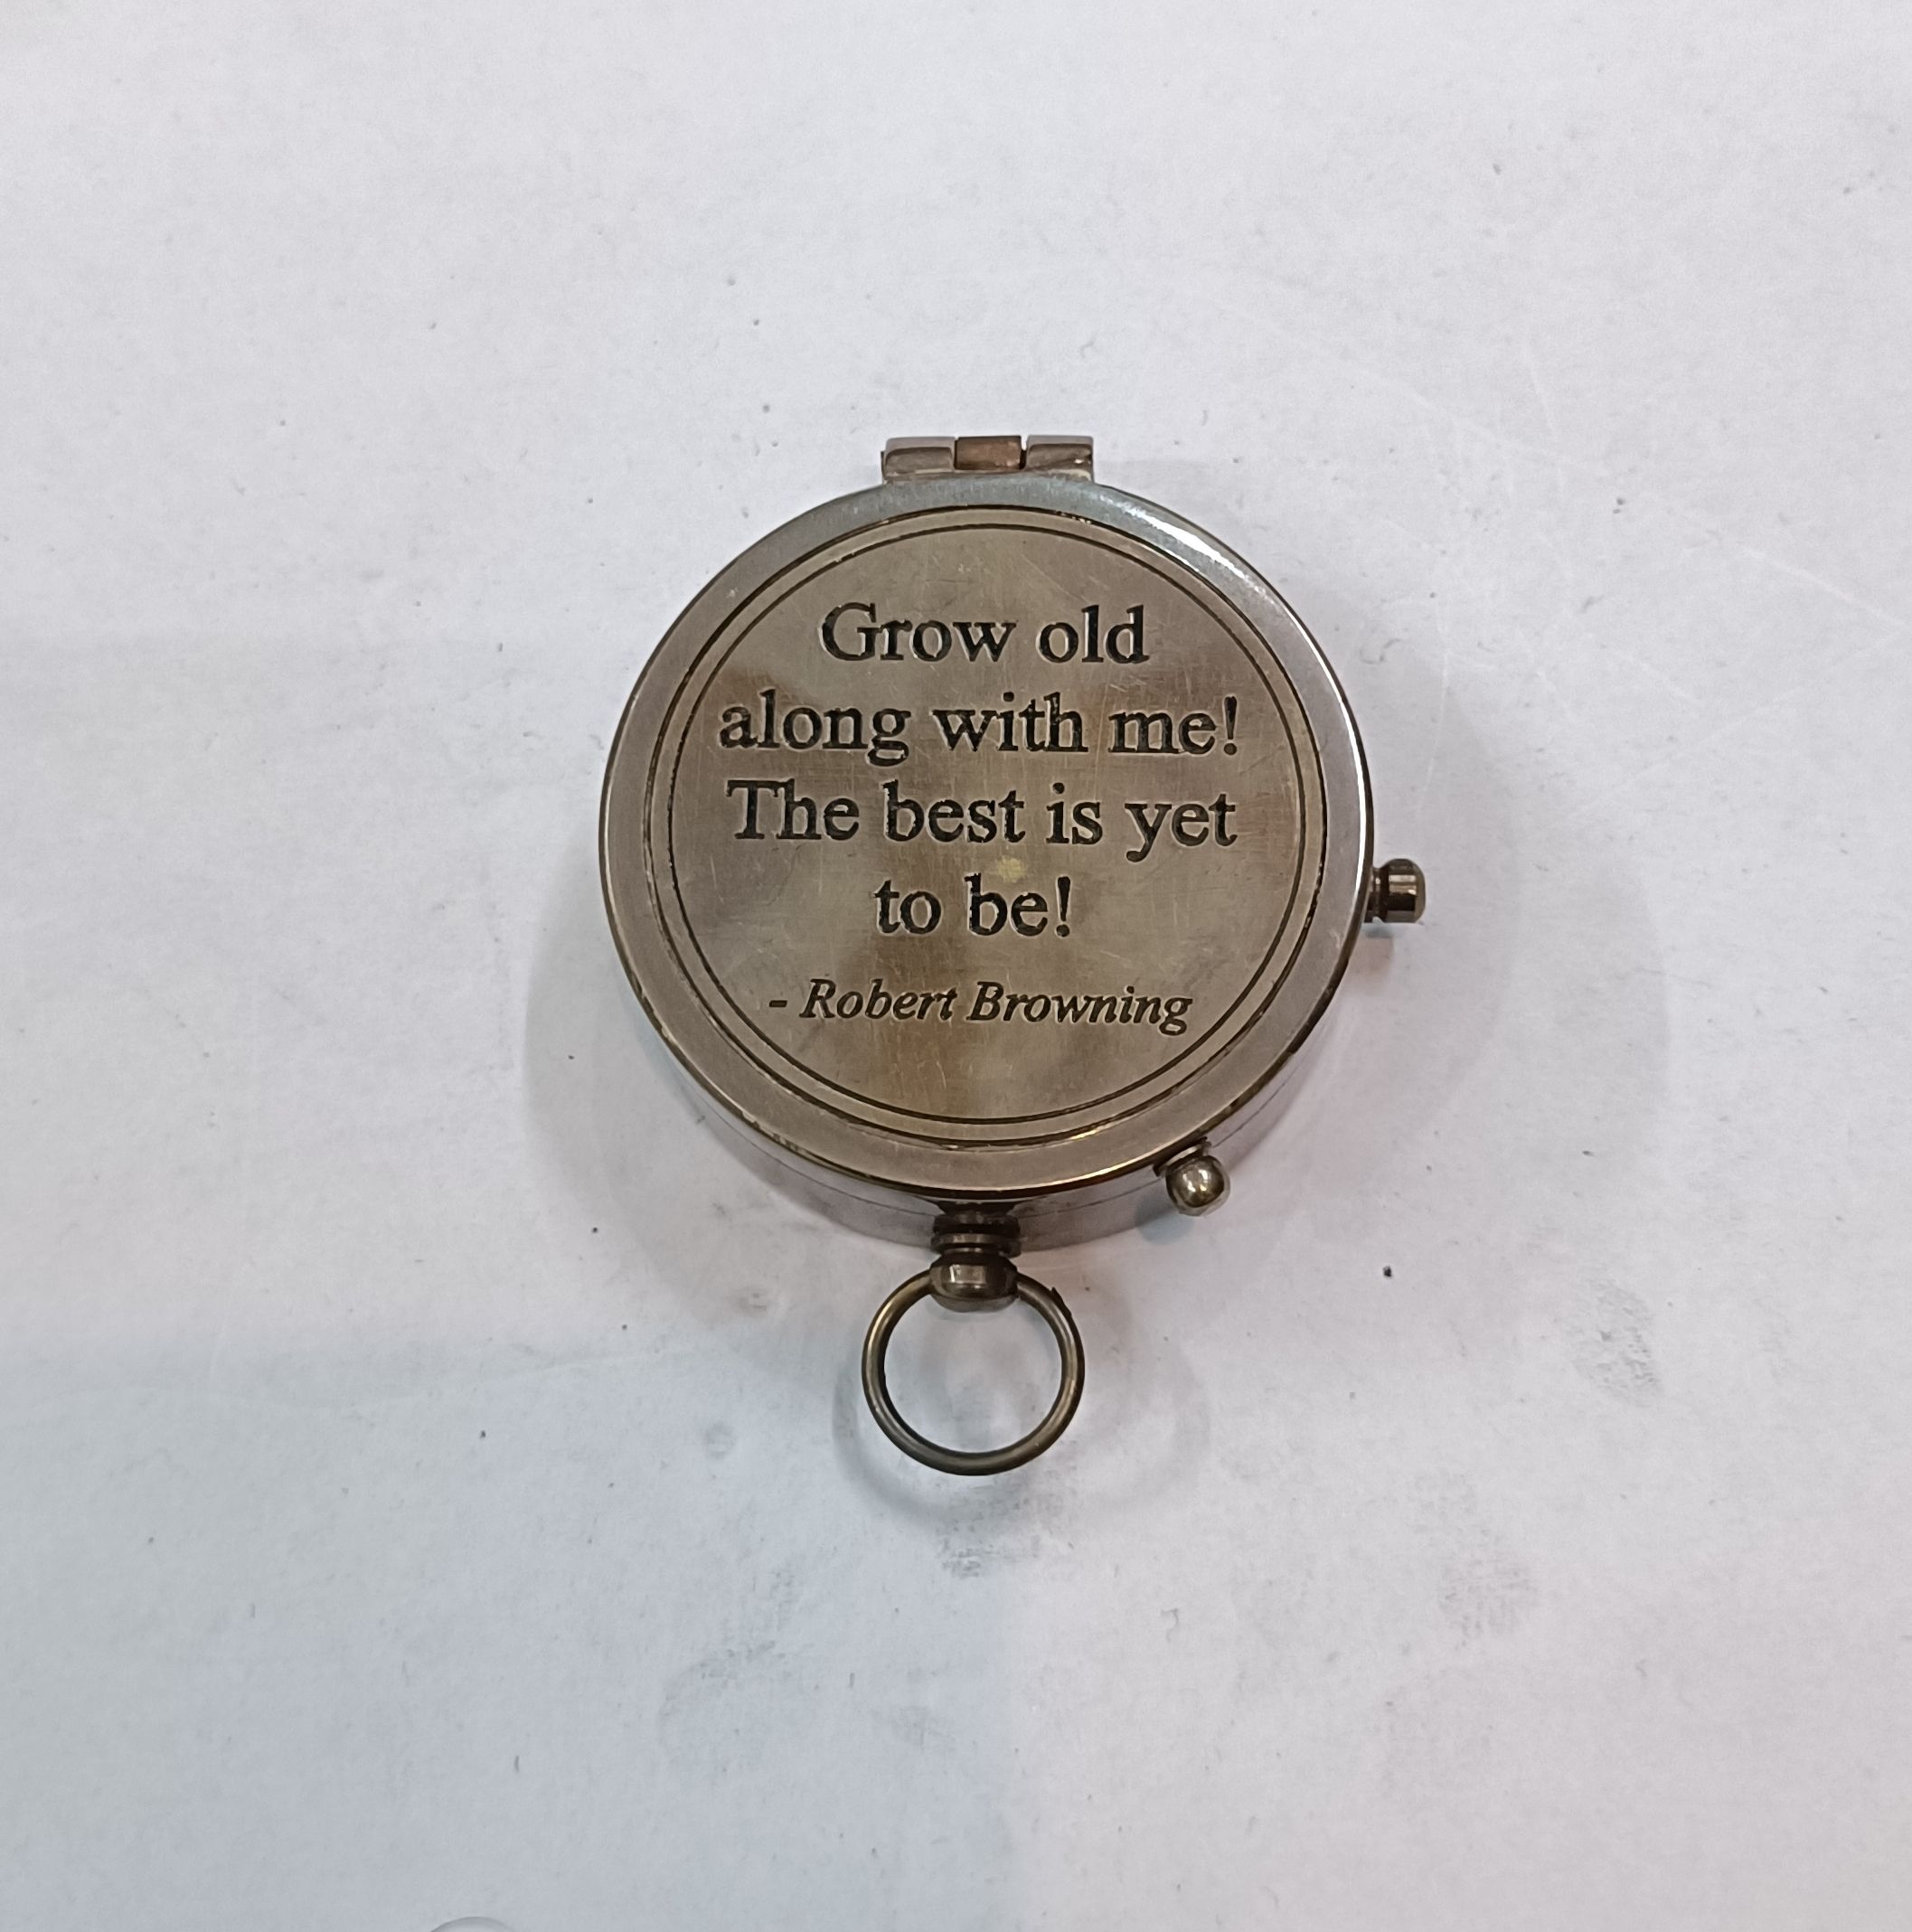 Grow old
along with me!
The best is yet
to be!
- Robert Browning